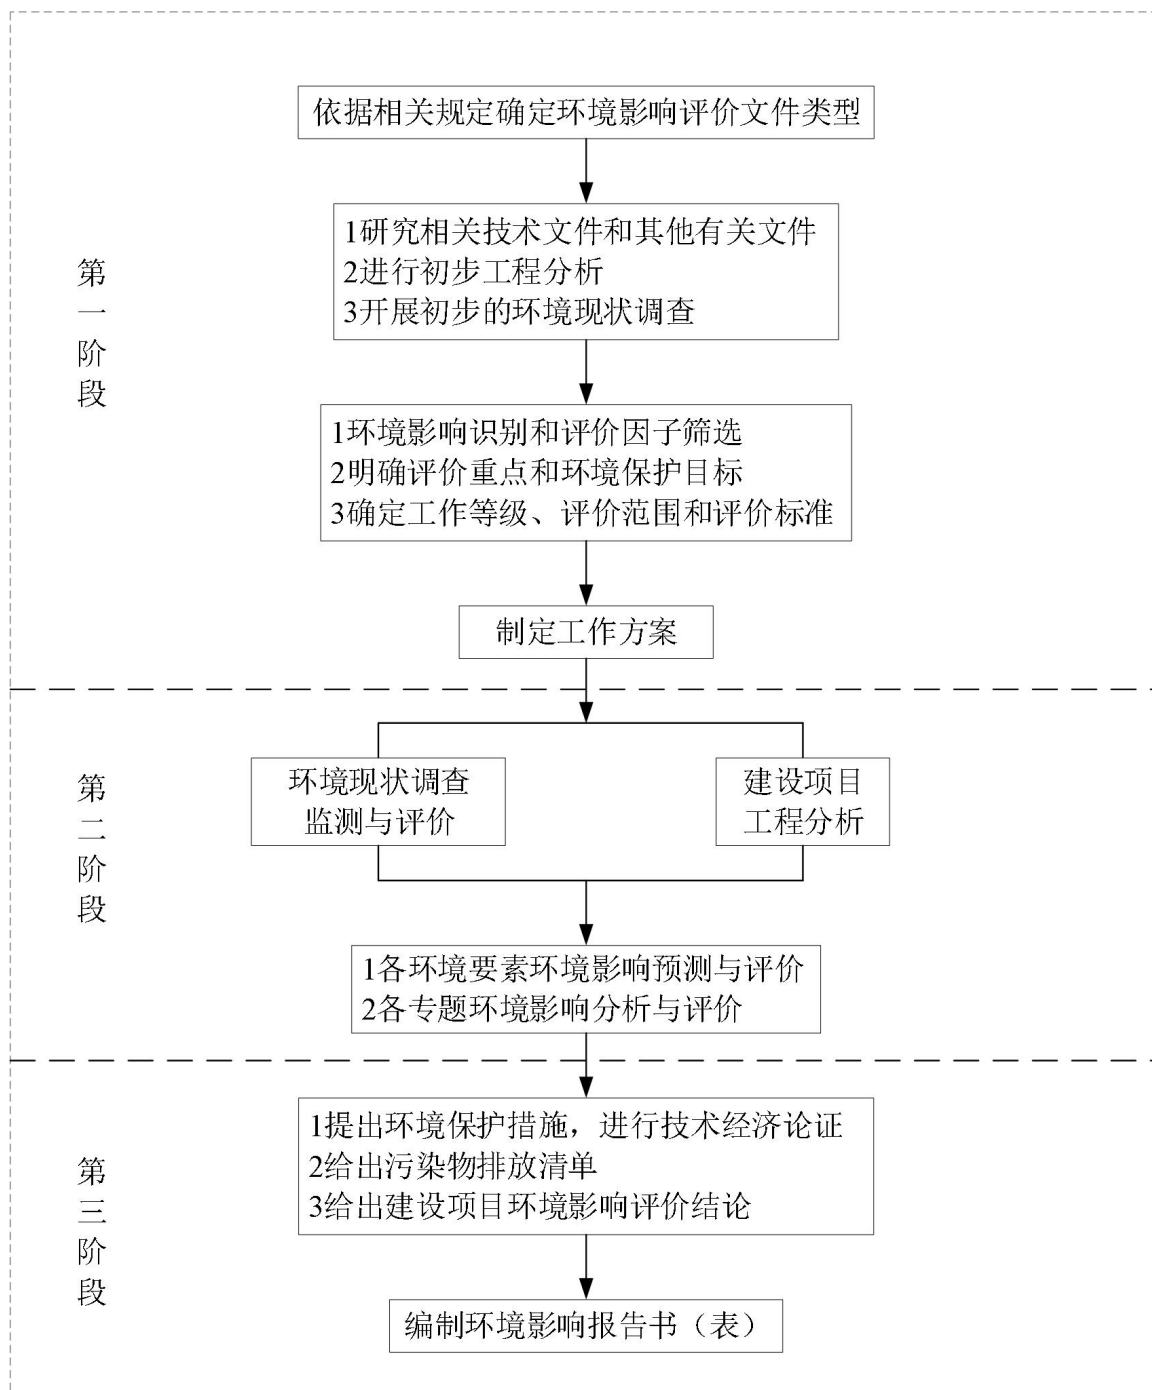 依据相关规定确定环境影响评价文件类型
1研究相关技术文件和其他有关文件
2进行初步工程分析
3开展初步的环境现状调查
第一阶段
1环境影响识别和评价因子筛选
2明确评价重点和环境保护目标
3确定工作等级、评价范围和评价标准
制定工作方案
第二阶段
环境现状调查
监测与评价
建设项目
工程分析
1各环境要素环境影响预测与评价
2各专题环境影响分析与评价
第三阶段
1提出环境保护措施，进行技术经济论证
2给出污染物排放清单
3给出建设项目环境影响评价结论
编制环境影响报告书（表）